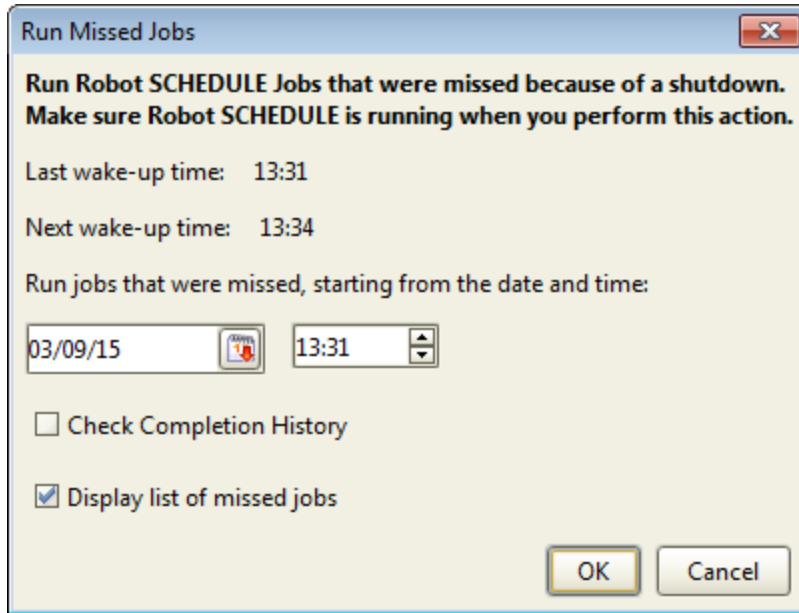 Run Missed Jobs
Run Robot SCHEDULE Jobs that were missed because of a shutdown.
Make sure Robot SCHEDULE is running when you perform this action.
Last wake-up time: 13:31
Next wake-up time: 13:34
Run jobs that were missed, starting from the date and time:
03/09/15 13:31
Check Completion History
Display list of missed jobs
OK Cancel